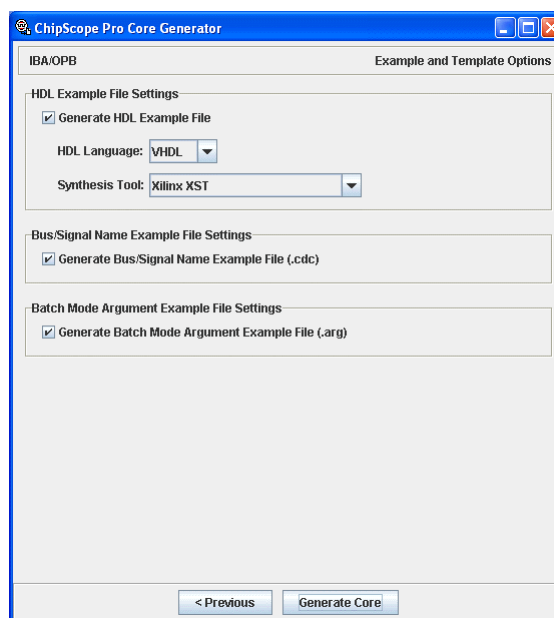 ChipScope Pro Core Generator
IBA/OPB Example and Template Options
HDL Example File Settings
Generate HDL Example File
HDL Language: VHDL
Synthesis Tool: Xilinx XST
Bus/Signal Name Example File Settings
Generate Bus/Signal Name Example File (.cdc)
Batch Mode Argument Example File Settings
Generate Batch Mode Argument Example File (.arg)
< Previous Generate Core